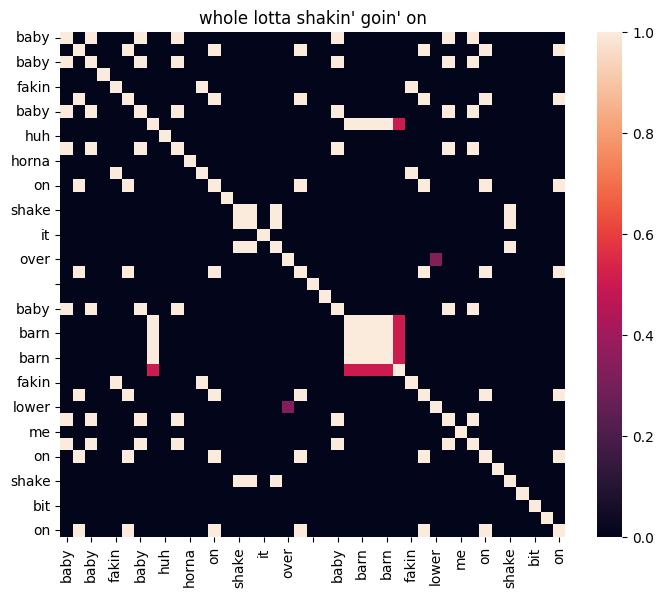 whole lotta shakin' goin' on
baby
baby
fakin
baby
huh
horna
on
shake
it
over
baby
barn
barn
fakin
lower
me
on
shake
bit
on
baby
baby
fakin
baby
huh
horna
on
shake
it
over
baby
barn
barn
fakin
lower
me
on
shake
bit
on
1.0
0.8
0.6
0.4
0.2
0.0